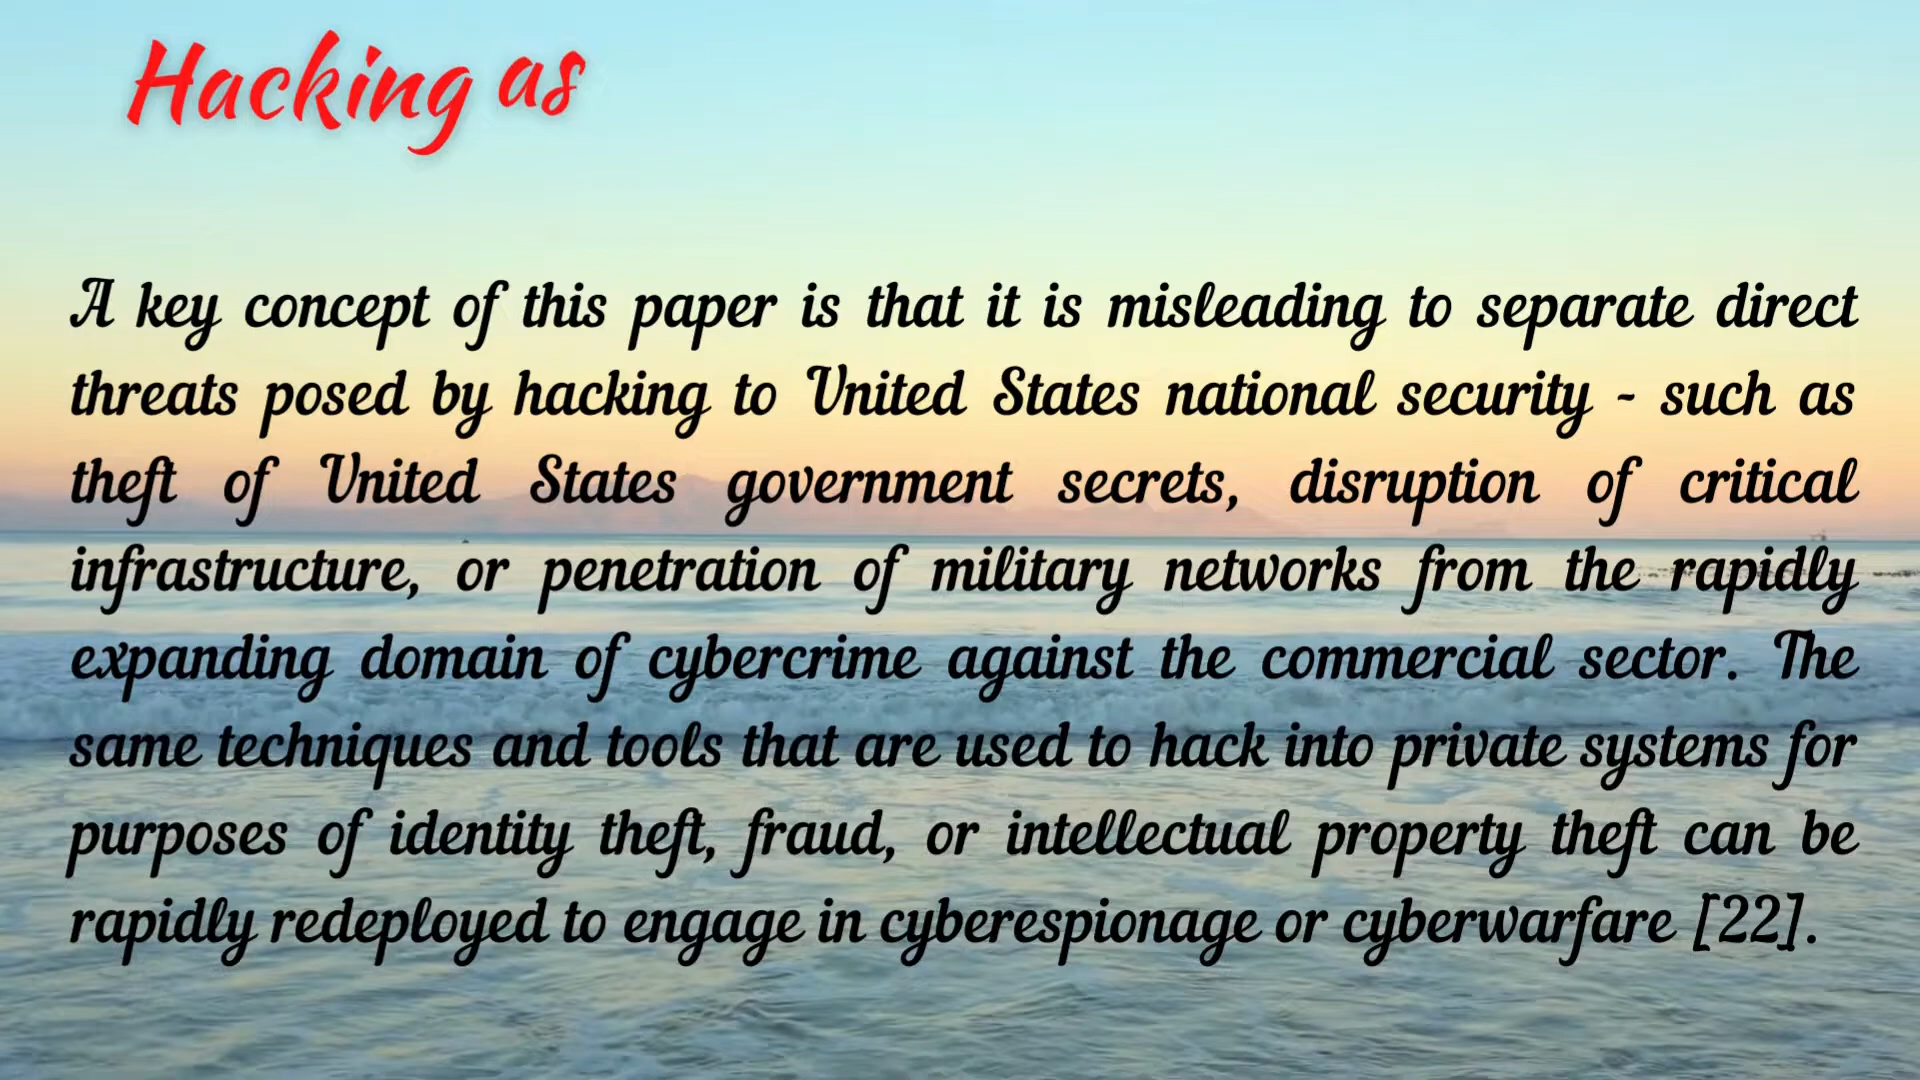 Hacking as
A key concept of this paper is that it is misleading to separate direct
threats posed by hacking to United States national security - such as
theft of United States government secrets, disruption of critical
infrastructure, or penetration of military networks from the rapidly
expanding domain of cybercrime against the commercial sector. The
same techniques and tools that are used to hack into private systems for
purposes of identity theft, fraud, or intellectual property theft can be
rapidly redeployed to engage in cyberespionage or cyberwarfare [22].